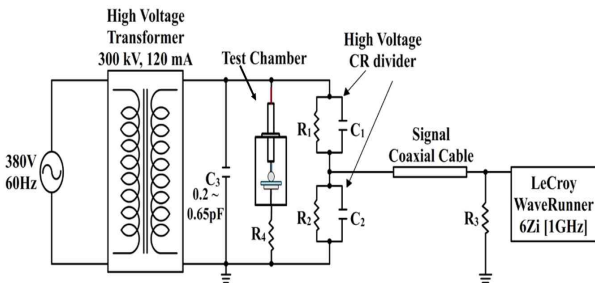 High Voltage
Transformer
300 kV, 120 mA
Test Chamber
High Voltage
CR divider
380V
60Hz
C₃
0.2 ~
0.65pF
R₄
R₁
C₁
R₂
C₂
Signal
Coaxial Cable
R₃
LeCroy
WaveRunner
6Zi [1GHz]